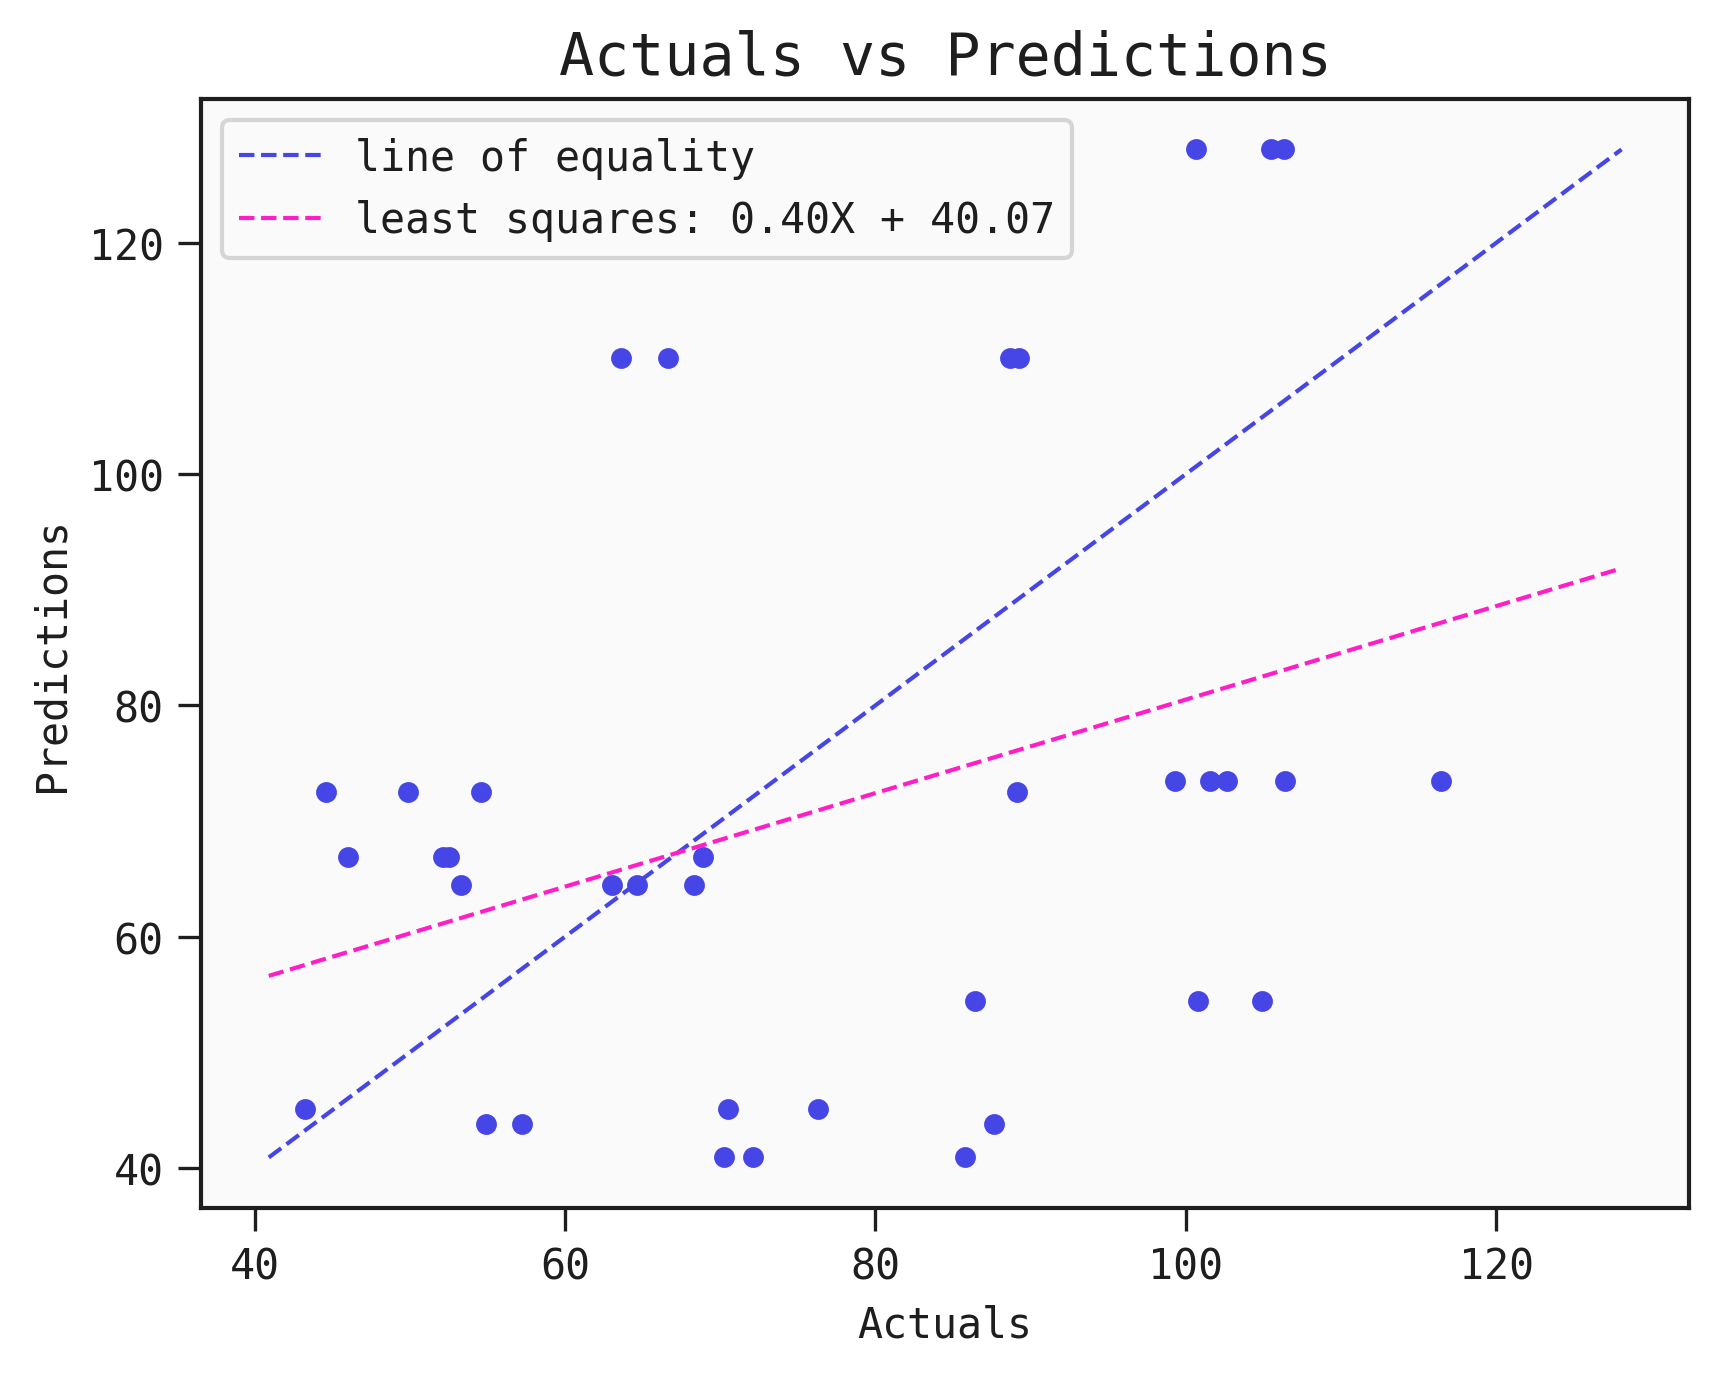 Actuals vs Predictions
line of equality
least squares: 0.40X + 40.07
120
100
80
60
40
Predictions
40 60 80 100 120
Actuals